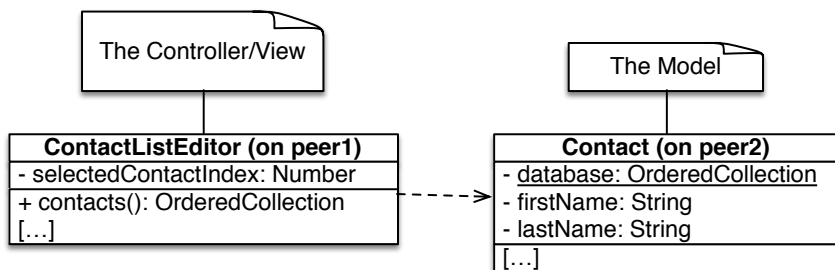 The Controller/View
The Model
ContactListEditor (on peer1)
- selectedContactIndex: Number
+ contacts(): OrderedCollection
[…]
Contact (on peer2)
- database: OrderedCollection
- firstName: String
- lastName: String
[…]